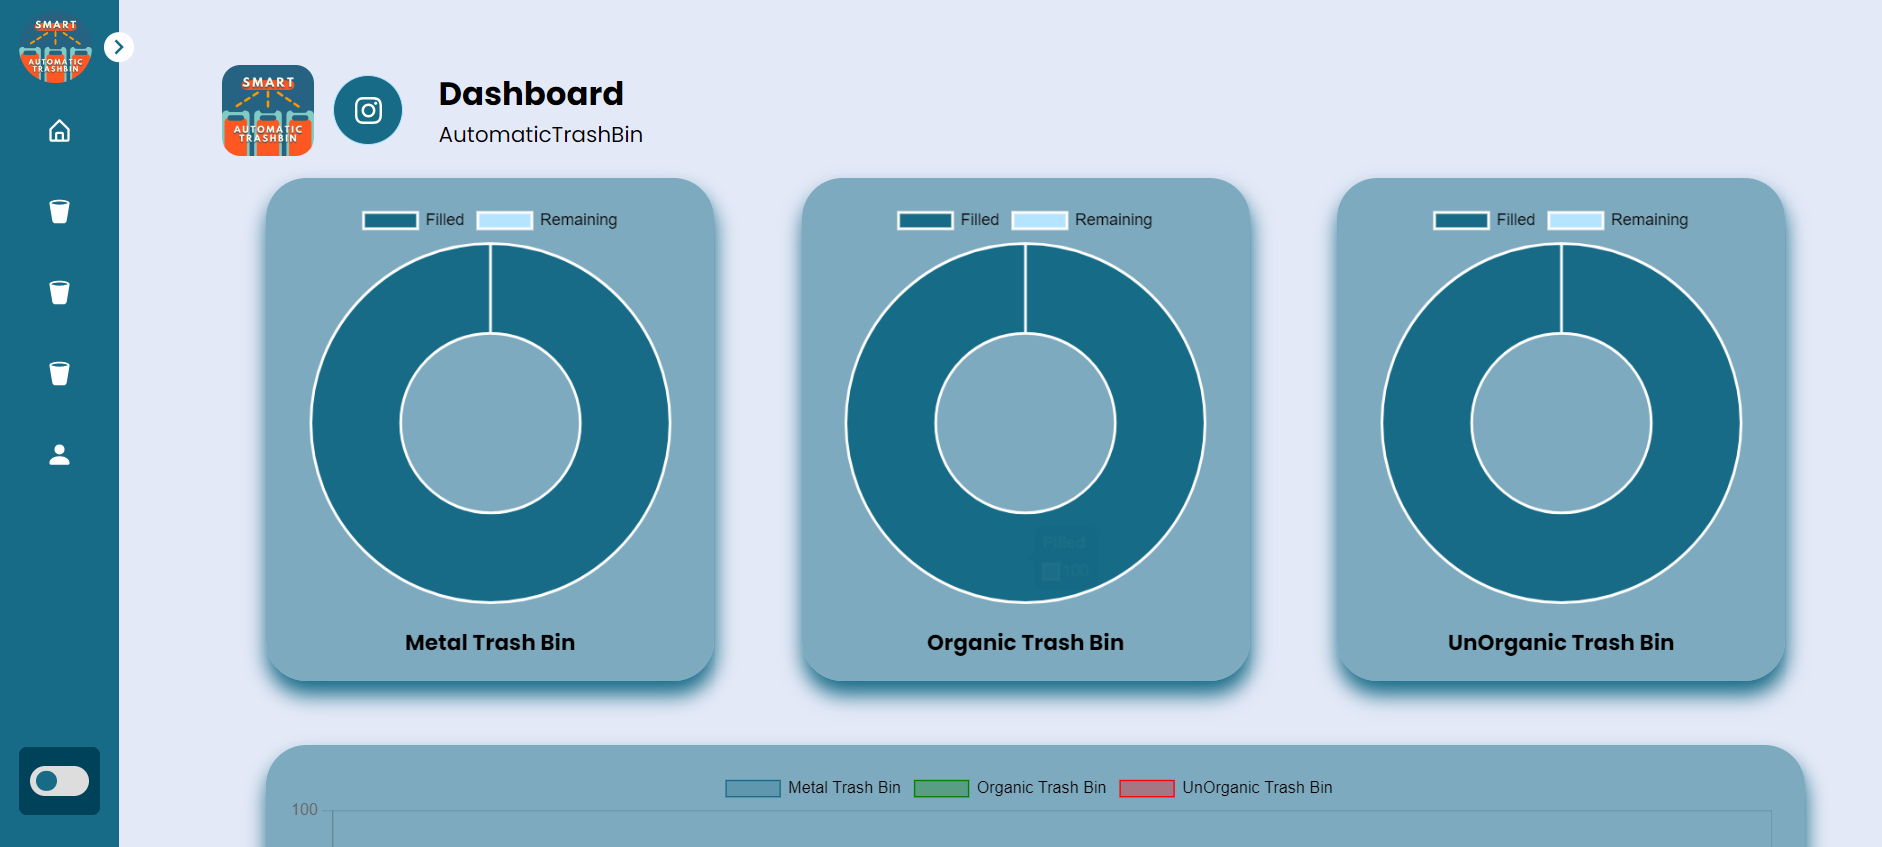 SMART
AUTOMATIC
TRASHBIN
SMART
AUTOMATIC
TRASHBIN
Dashboard
AutomaticTrashBin
Filled Remaining
Metal Trash Bin
Filled Remaining
Filled
100
Organic Trash Bin
Filled Remaining
UnOrganic Trash Bin
Metal Trash Bin Organic Trash Bin UnOrganic Trash Bin
100